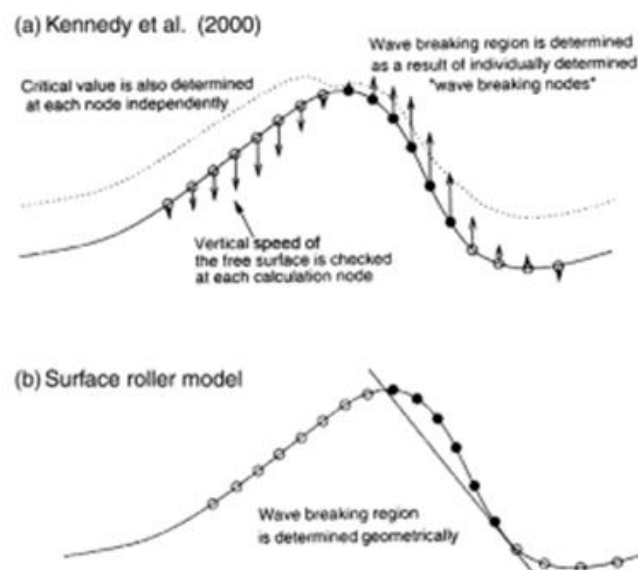 (a) Kennedy et al. (2000)
Critical value is also determined
at each node independently
Wave breaking region is determined
as a result of individually determined
"wave breaking nodes"
Vertical speed of
the free surface is checked
at each calculation node
(b) Surface roller model
Wave breaking region
is determined geometrically